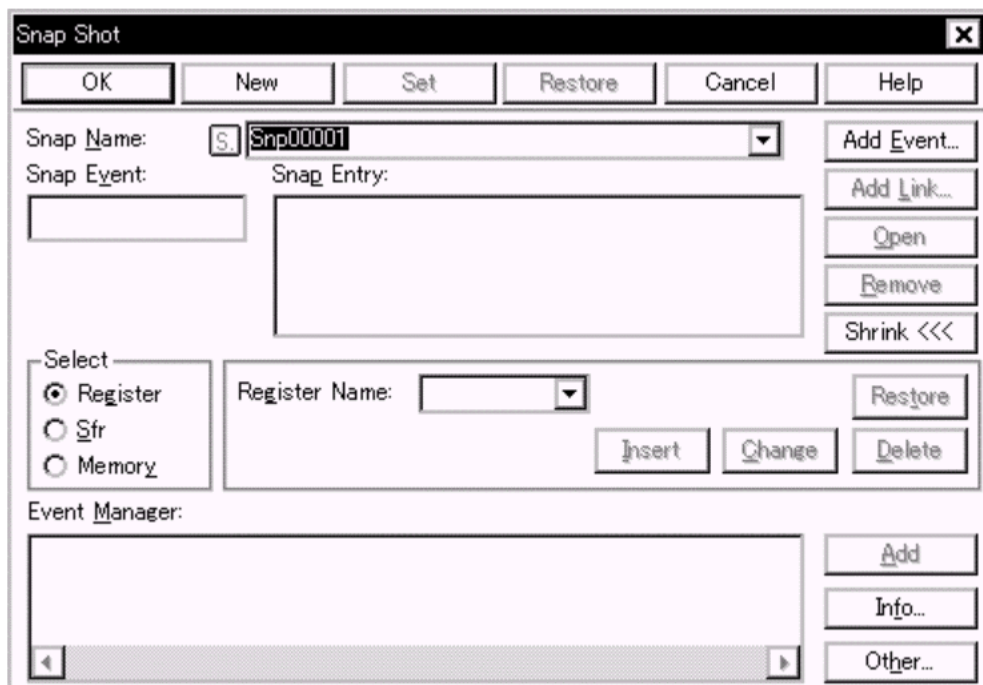 Snap Shot
OK New Set Restore Cancel Help
Snap Name: S. Snp00001 Add Event...
Snap Event: Snap Entry: Add Link...
Open
Remove
Shrink <<<
Select
Register Register Name: Restore
Sfr
Insert Change Delete
Memory
Event Manager:
Add
Info...
Other...